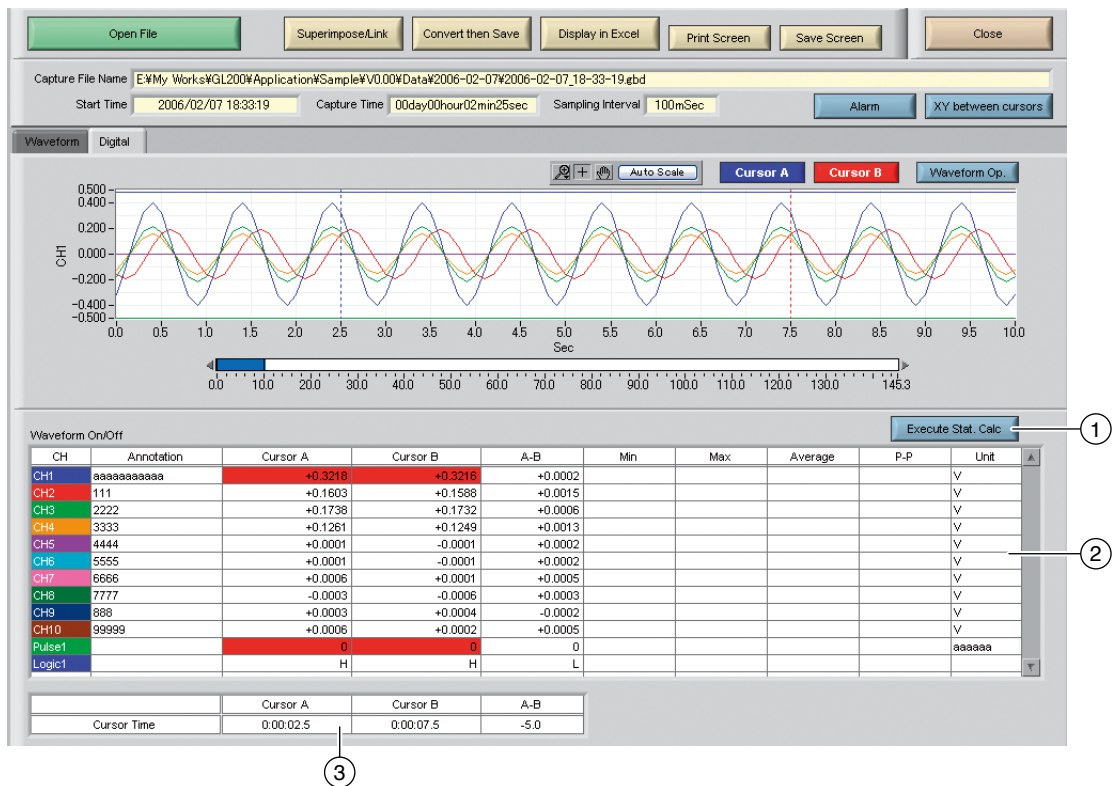 Open File Superimpose/Link Convert then Save Display in Excel Print Screen Save Screen Close
Capture File Name E:¥My Works¥GL200¥Application¥Sample¥V0.00¥Data¥2006-02-07¥2006-02-07_18-33-19.gbd
Start Time 2006/02/07 18:33:19 Capture Time 00day00hour02min25sec Sampling Interval 100mSec Alarm XY between cursors
Waveform Digital
Auto Scale Cursor A Cursor B Waveform Op.
0.500
0.400
0.200
0.000
-0.200
-0.400
-0.500
CH1
0.0 0.5 1.0 1.5 2.0 2.5 3.0 3.5 4.0 4.5 5.0 5.5 6.0 6.5 7.0 7.5 8.0 8.5 9.0 9.5 10.0
Sec
0.0 10.0 20.0 30.0 40.0 50.0 60.0 70.0 80.0 90.0 100.0 110.0 120.0 130.0 145.3
Waveform On/Off Execute Stat. Calc 1
CH Annotation Cursor A Cursor B A-B Min Max Average P-P Unit
CH1 aaaaaaaaaaa +0.3218 +0.3216 +0.0002 V
CH2 111 +0.1603 +0.1588 +0.0015 V
CH3 2222 +0.1738 +0.1732 +0.0006 V
CH4 3333 +0.1261 +0.1249 +0.0013 V
CH5 4444 +0.0001 -0.0001 +0.0002 V
CH6 5555 +0.0001 -0.0001 +0.0002 V
2
CH7 6666 +0.0006 +0.0001 +0.0005 V
CH8 7777 -0.0003 -0.0006 +0.0003 V
CH9 888 +0.0003 +0.0004 -0.0002 V
CH10 99999 +0.0006 +0.0002 +0.0005 V
Pulse1 0 0 0 aaaaaa
Logic1 H H L
Cursor A Cursor B A-B
Cursor Time 0:00:02.5 0:00:07.5 -5.0
3